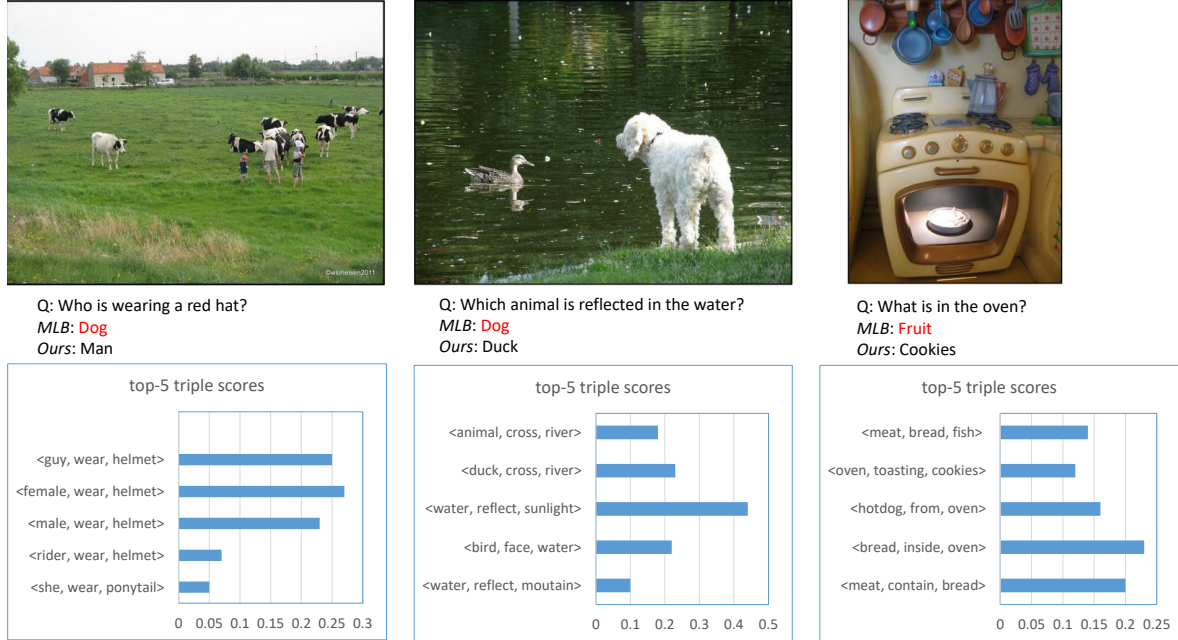 ©wlohelsen2011
Q: Who is wearing a red hat?
MLB: Dog
Ours: Man
top-5 triple scores
<guy, wear, helmet>
<female, wear, helmet>
<male, wear, helmet>
<rider, wear, helmet>
<she, wear, ponytail>
0 0.05 0.1 0.15 0.2 0.25 0.3
Q: Which animal is reflected in the water?
MLB: Dog
Ours: Duck
top-5 triple scores
<animal, cross, river>
<duck, cross, river>
<water, reflect, sunlight>
<bird, face, water>
<water, reflect, moutain>
0 0.1 0.2 0.3 0.4 0.5
Q: What is in the oven?
MLB: Fruit
Ours: Cookies
top-5 triple scores
<meat, bread, fish>
<oven, toasting, cookies>
<hotdog, from, oven>
<bread, inside, oven>
<meat, contain, bread>
0 0.05 0.1 0.15 0.2 0.25